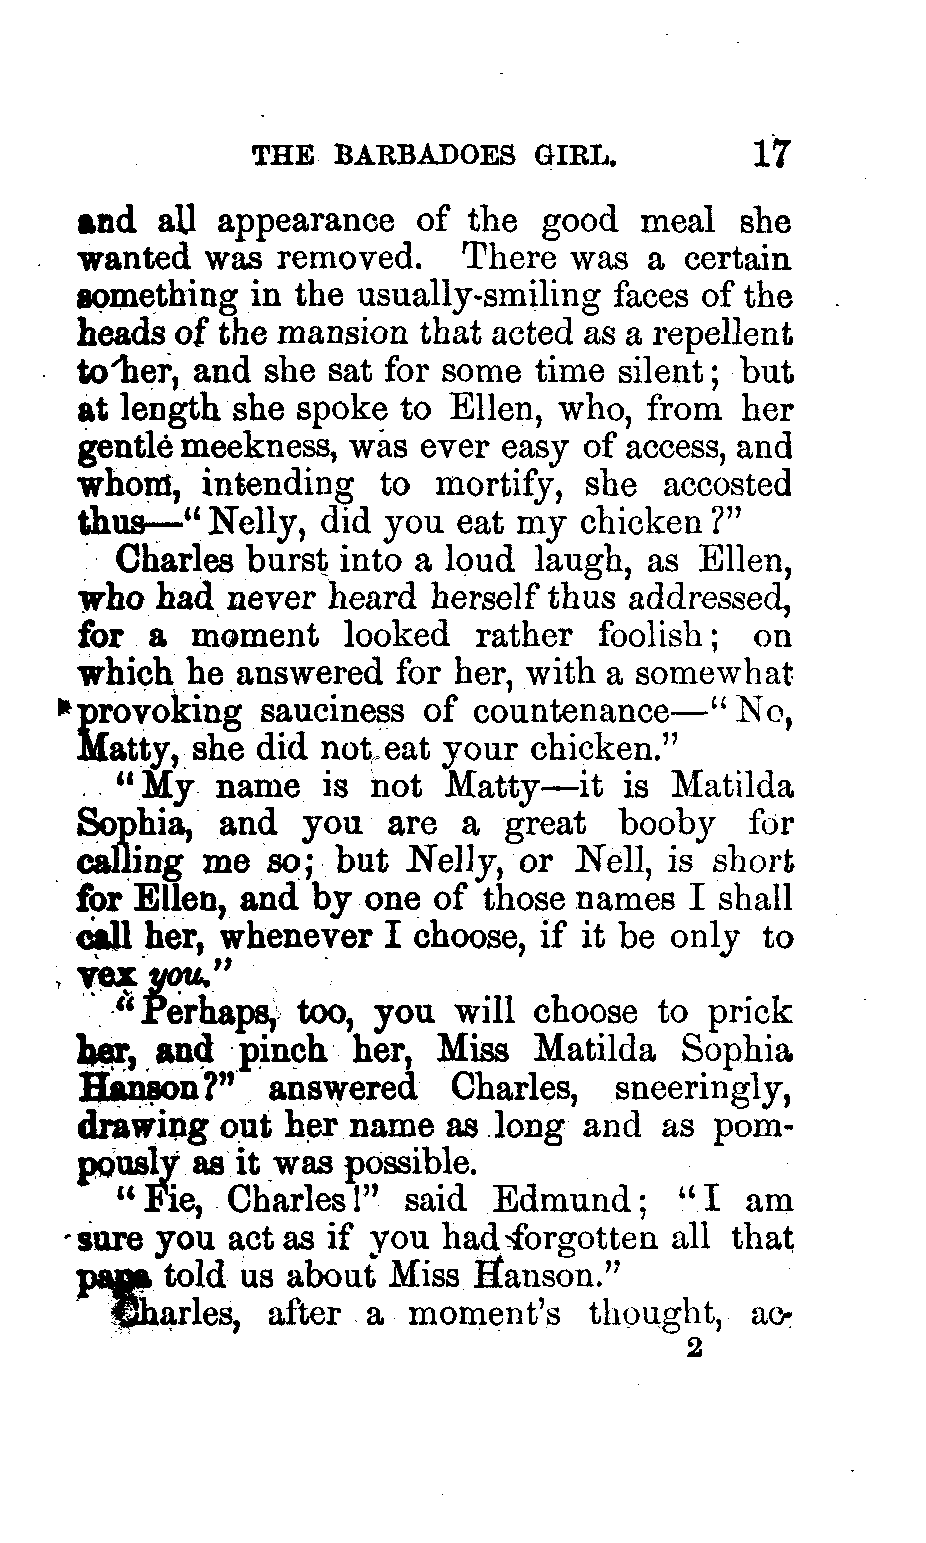 THE BARBADOES GIRL. 17
and all appearance of the good meal she
wanted was removed. There was a certain
something in the usually-smiling faces of the
heads of the mansion that acted as a repellent
to her, and she sat for some time silent; but
at length she spoke to Ellen, who, from her
gentle meekness, was ever easy of access, and
whom, intending to mortify, she accosted
thus—“Nelly, did you eat my chicken?”
Charles burst into a loud laugh, as Ellen,
who had never heard herself thus addressed,
for a moment looked rather foolish; on
which he answered for her, with a somewhat
provoking sauciness of countenance—“No,
Matty, she did not eat your chicken.”
“My name is not Matty—it is Matilda
Sophia, and you are a great booby for
calling me so; but Nelly, or Nell, is short
for Ellen, and by one of those names I shall
call her, whenever I choose, if it be only to
vex you.”
“Perhaps, too, you will choose to prick
her, and pinch her, Miss Matilda Sophia
Hanson?” answered Charles, sneeringly,
drawing out her name as long and as pom-
pously as it was possible.
“Fie, Charles!” said Edmund; “I am
sure you act as if you had forgotten all that
papa told us about Miss Hanson.”
Charles, after a moment's thought, ac-
2